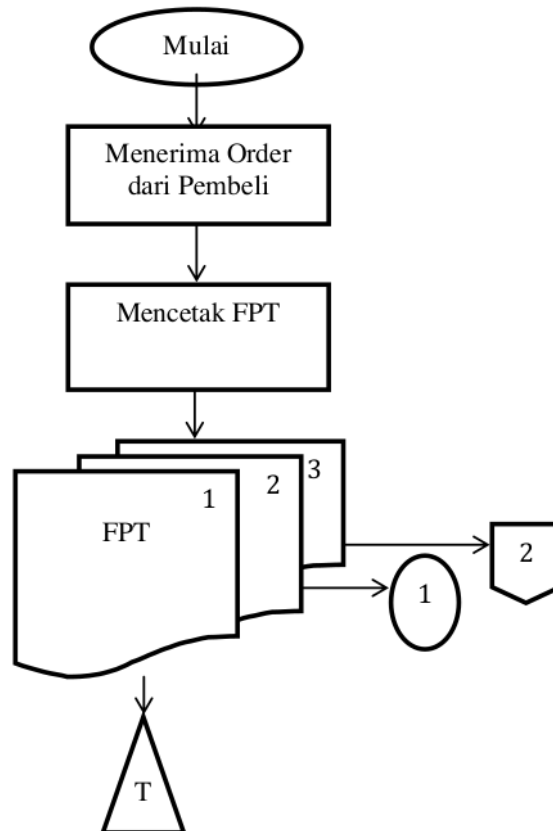 Mulai
Menerima Order
dari Pembeli
Mencetak FPT
3
2
1
FPT
2
1
T